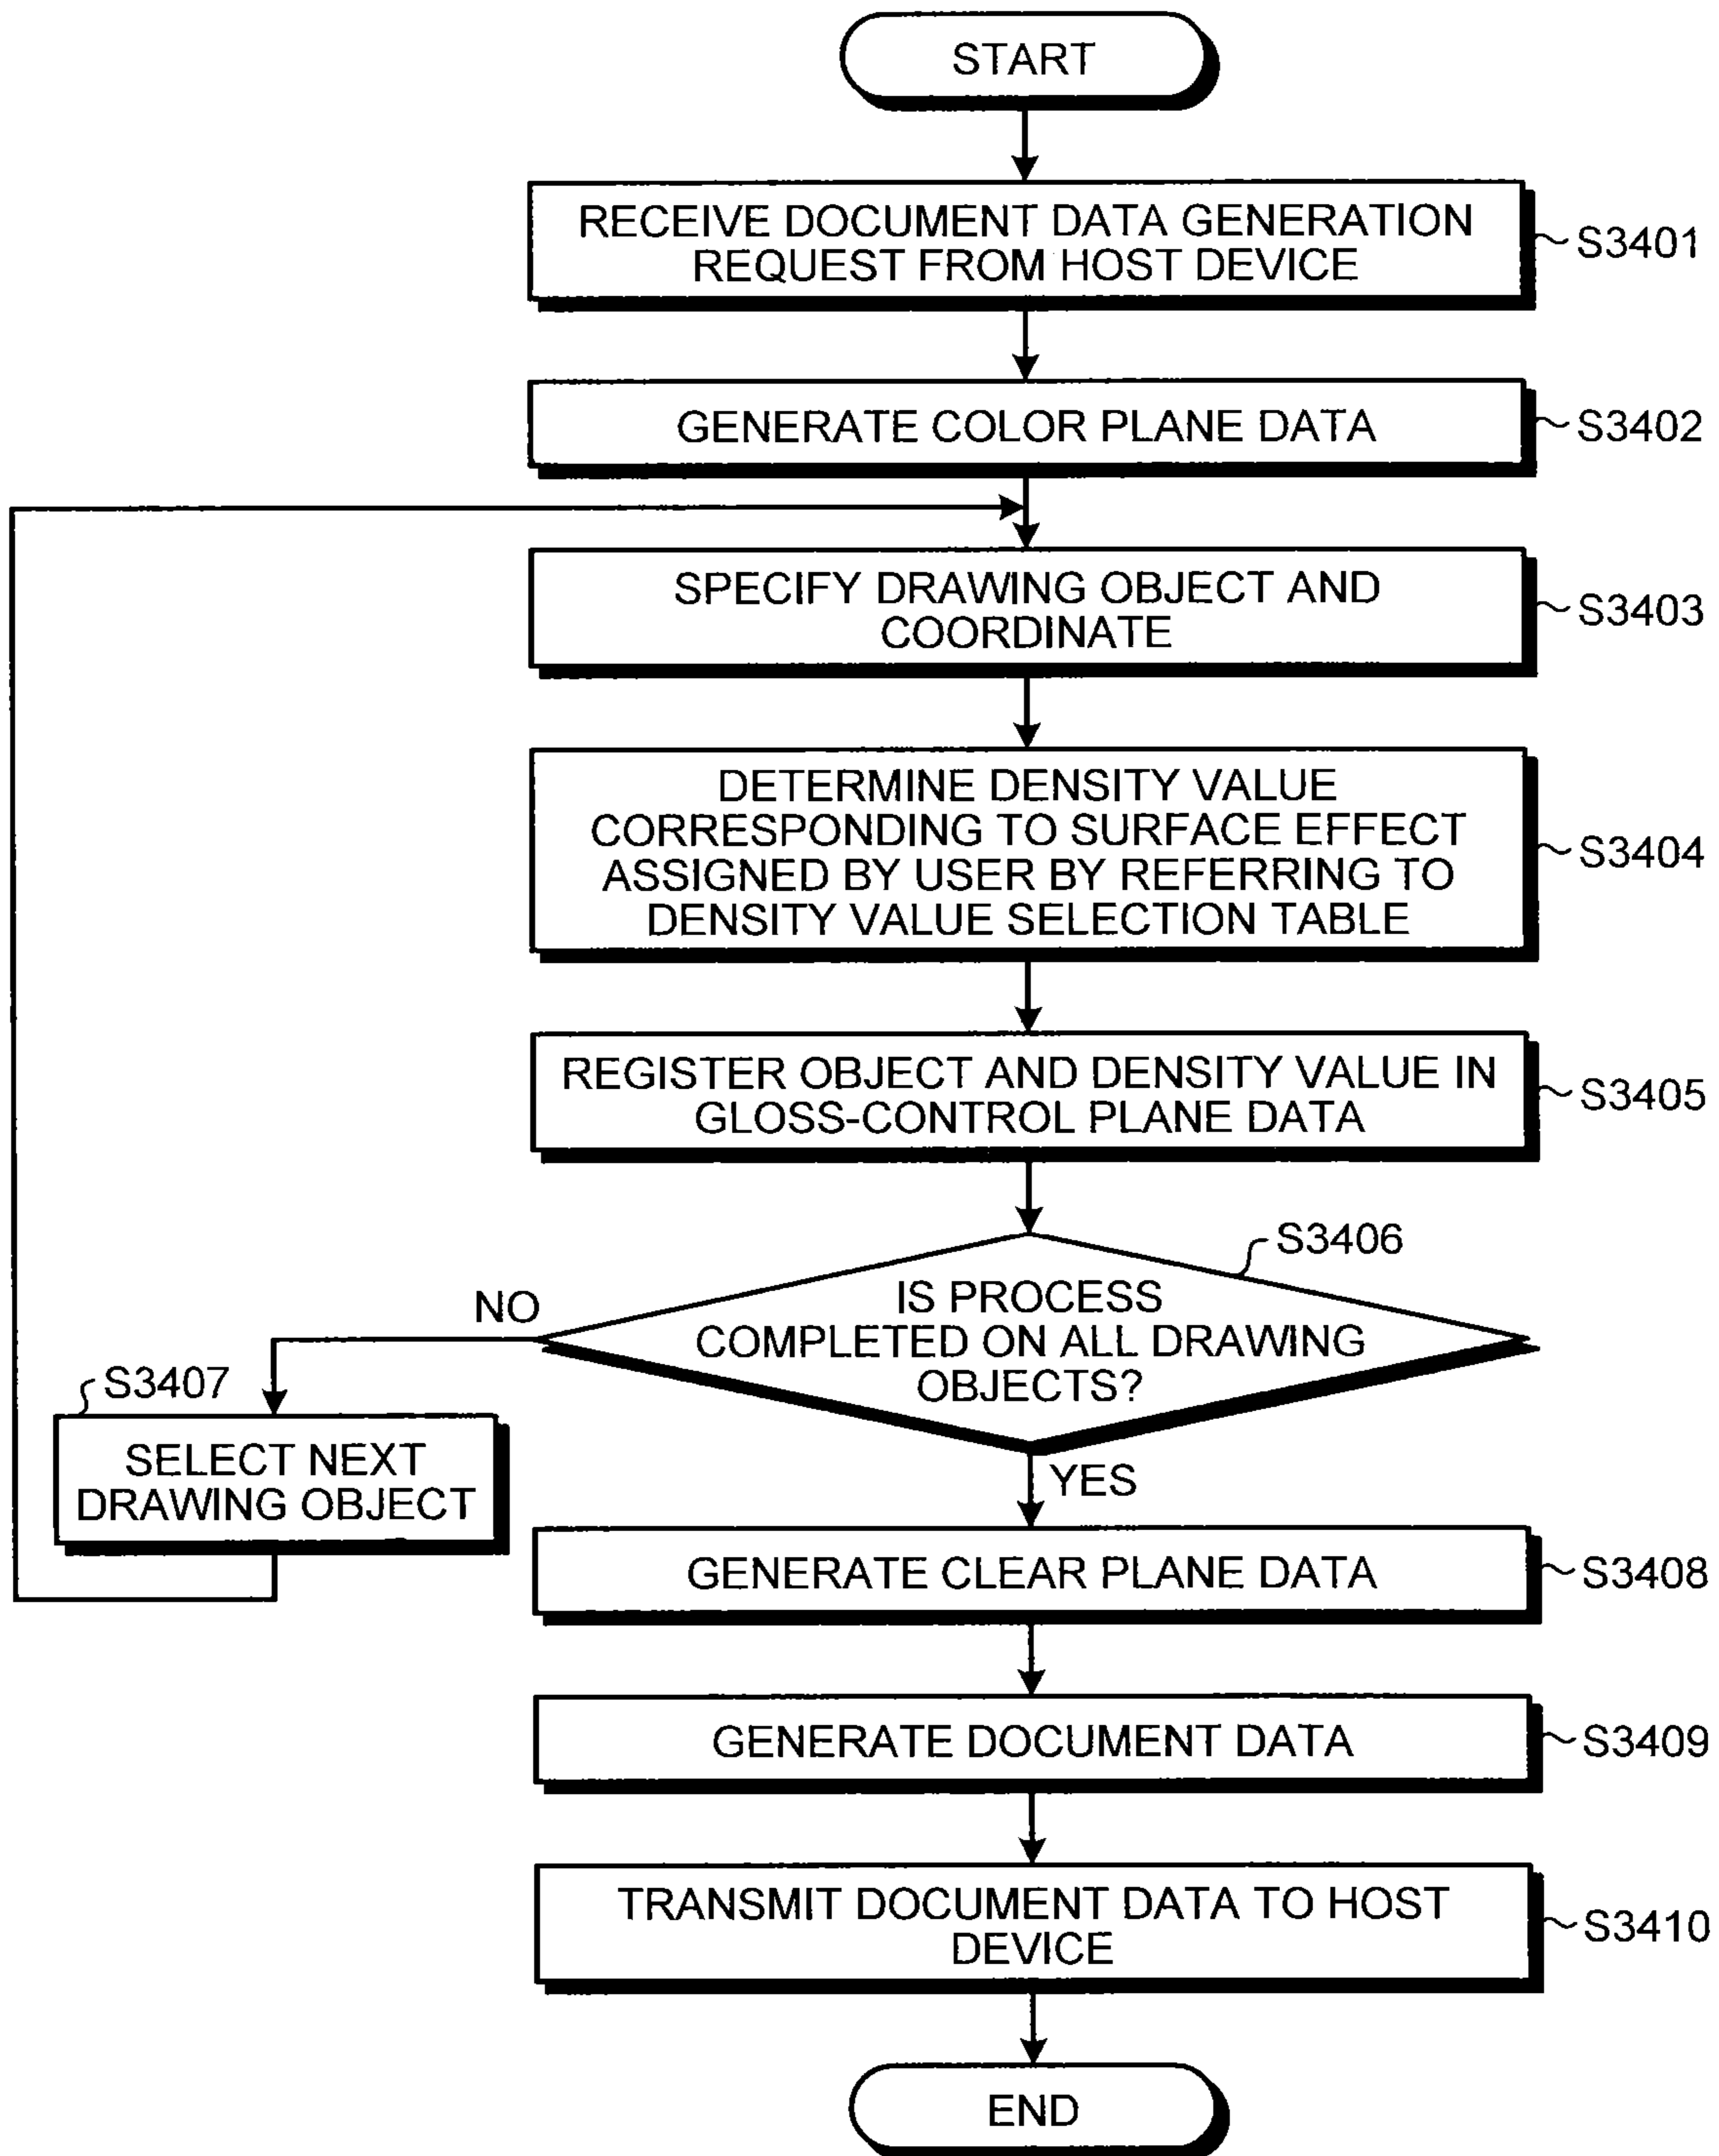 START
RECEIVE DOCUMENT DATA GENERATION
REQUEST FROM HOST DEVICE
S3401
GENERATE COLOR PLANE DATA
S3402
SPECIFY DRAWING OBJECT AND
COORDINATE
S3403
DETERMINE DENSITY VALUE
CORRESPONDING TO SURFACE EFFECT
ASSIGNED BY USER BY REFERRING TO
DENSITY VALUE SELECTION TABLE
S3404
REGISTER OBJECT AND DENSITY VALUE IN
GLOSS-CONTROL PLANE DATA
S3405
S3406
IS PROCESS
COMPLETED ON ALL DRAWING
OBJECTS?
NO
S3407
SELECT NEXT
DRAWING OBJECT
YES
GENERATE CLEAR PLANE DATA
S3408
GENERATE DOCUMENT DATA
S3409
TRANSMIT DOCUMENT DATA TO HOST
DEVICE
S3410
END